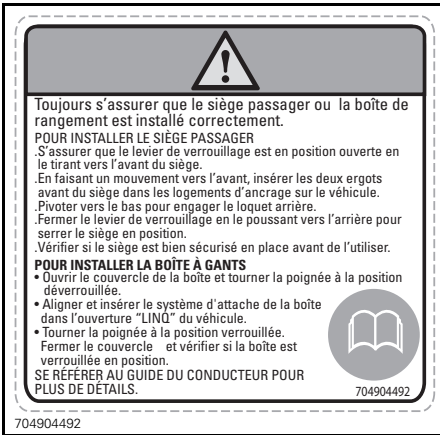 Toujours s'assurer que le siège passager ou la boîte de
rangement est installé correctement.
POUR INSTALLER LE SIÈGE PASSAGER
.S'assurer que le levier de verrouillage est en position ouverte en
le tirant vers l'avant du siège.
.En faisant un mouvement vers l'avant, insérer les deux ergots
avant du siège dans les logements d'ancrage sur le véhicule.
.Pivoter vers le bas pour engager le loquet arrière.
.Fermer le levier de verrouillage en le poussant vers l'arrière pour
serrer le siège en position.
.Vérifier si le siège est bien sécurisé en place avant de l'utiliser.
POUR INSTALLER LA BOÎTE À GANTS
• Ouvrir le couvercle de la boîte et tourner la poignée à la position
déverrouillée.
• Aligner et insérer le système d'attache de la boîte
dans l'ouverture "LINQ" du véhicule.
• Tourner la poignée à la position verrouillée.
Fermer le couvercle et vérifier si la boîte est
verrouillée en position.
SE RÉFÉRER AU GUIDE DU CONDUCTEUR POUR
PLUS DE DÉTAILS.
704904492
704904492